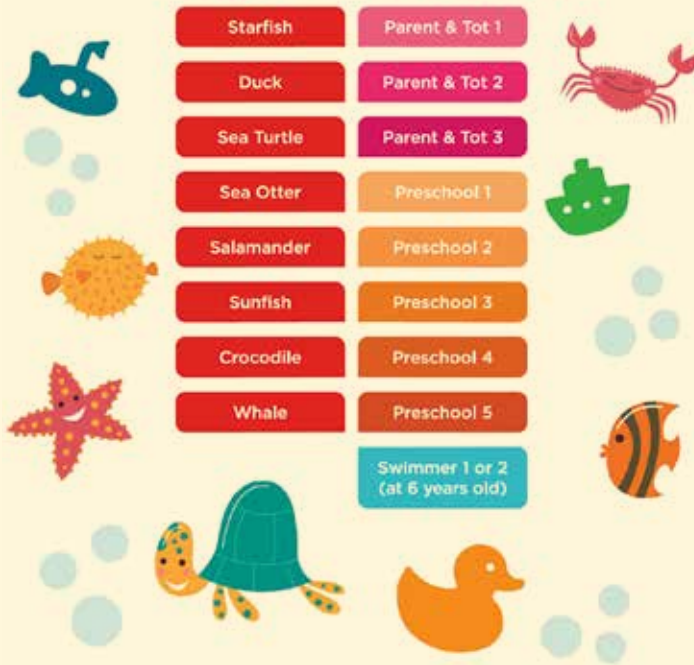 Starfish Parent & Tot 1
Duck Parent & Tot 2
Sea Turtle Parent & Tot 3
Sea Otter Preschool 1
Salamander Preschool 2
Sunfish Preschool 3
Crocodile Preschool 4
Whale Preschool 5
Swimmer 1 or 2
(at 6 years old)